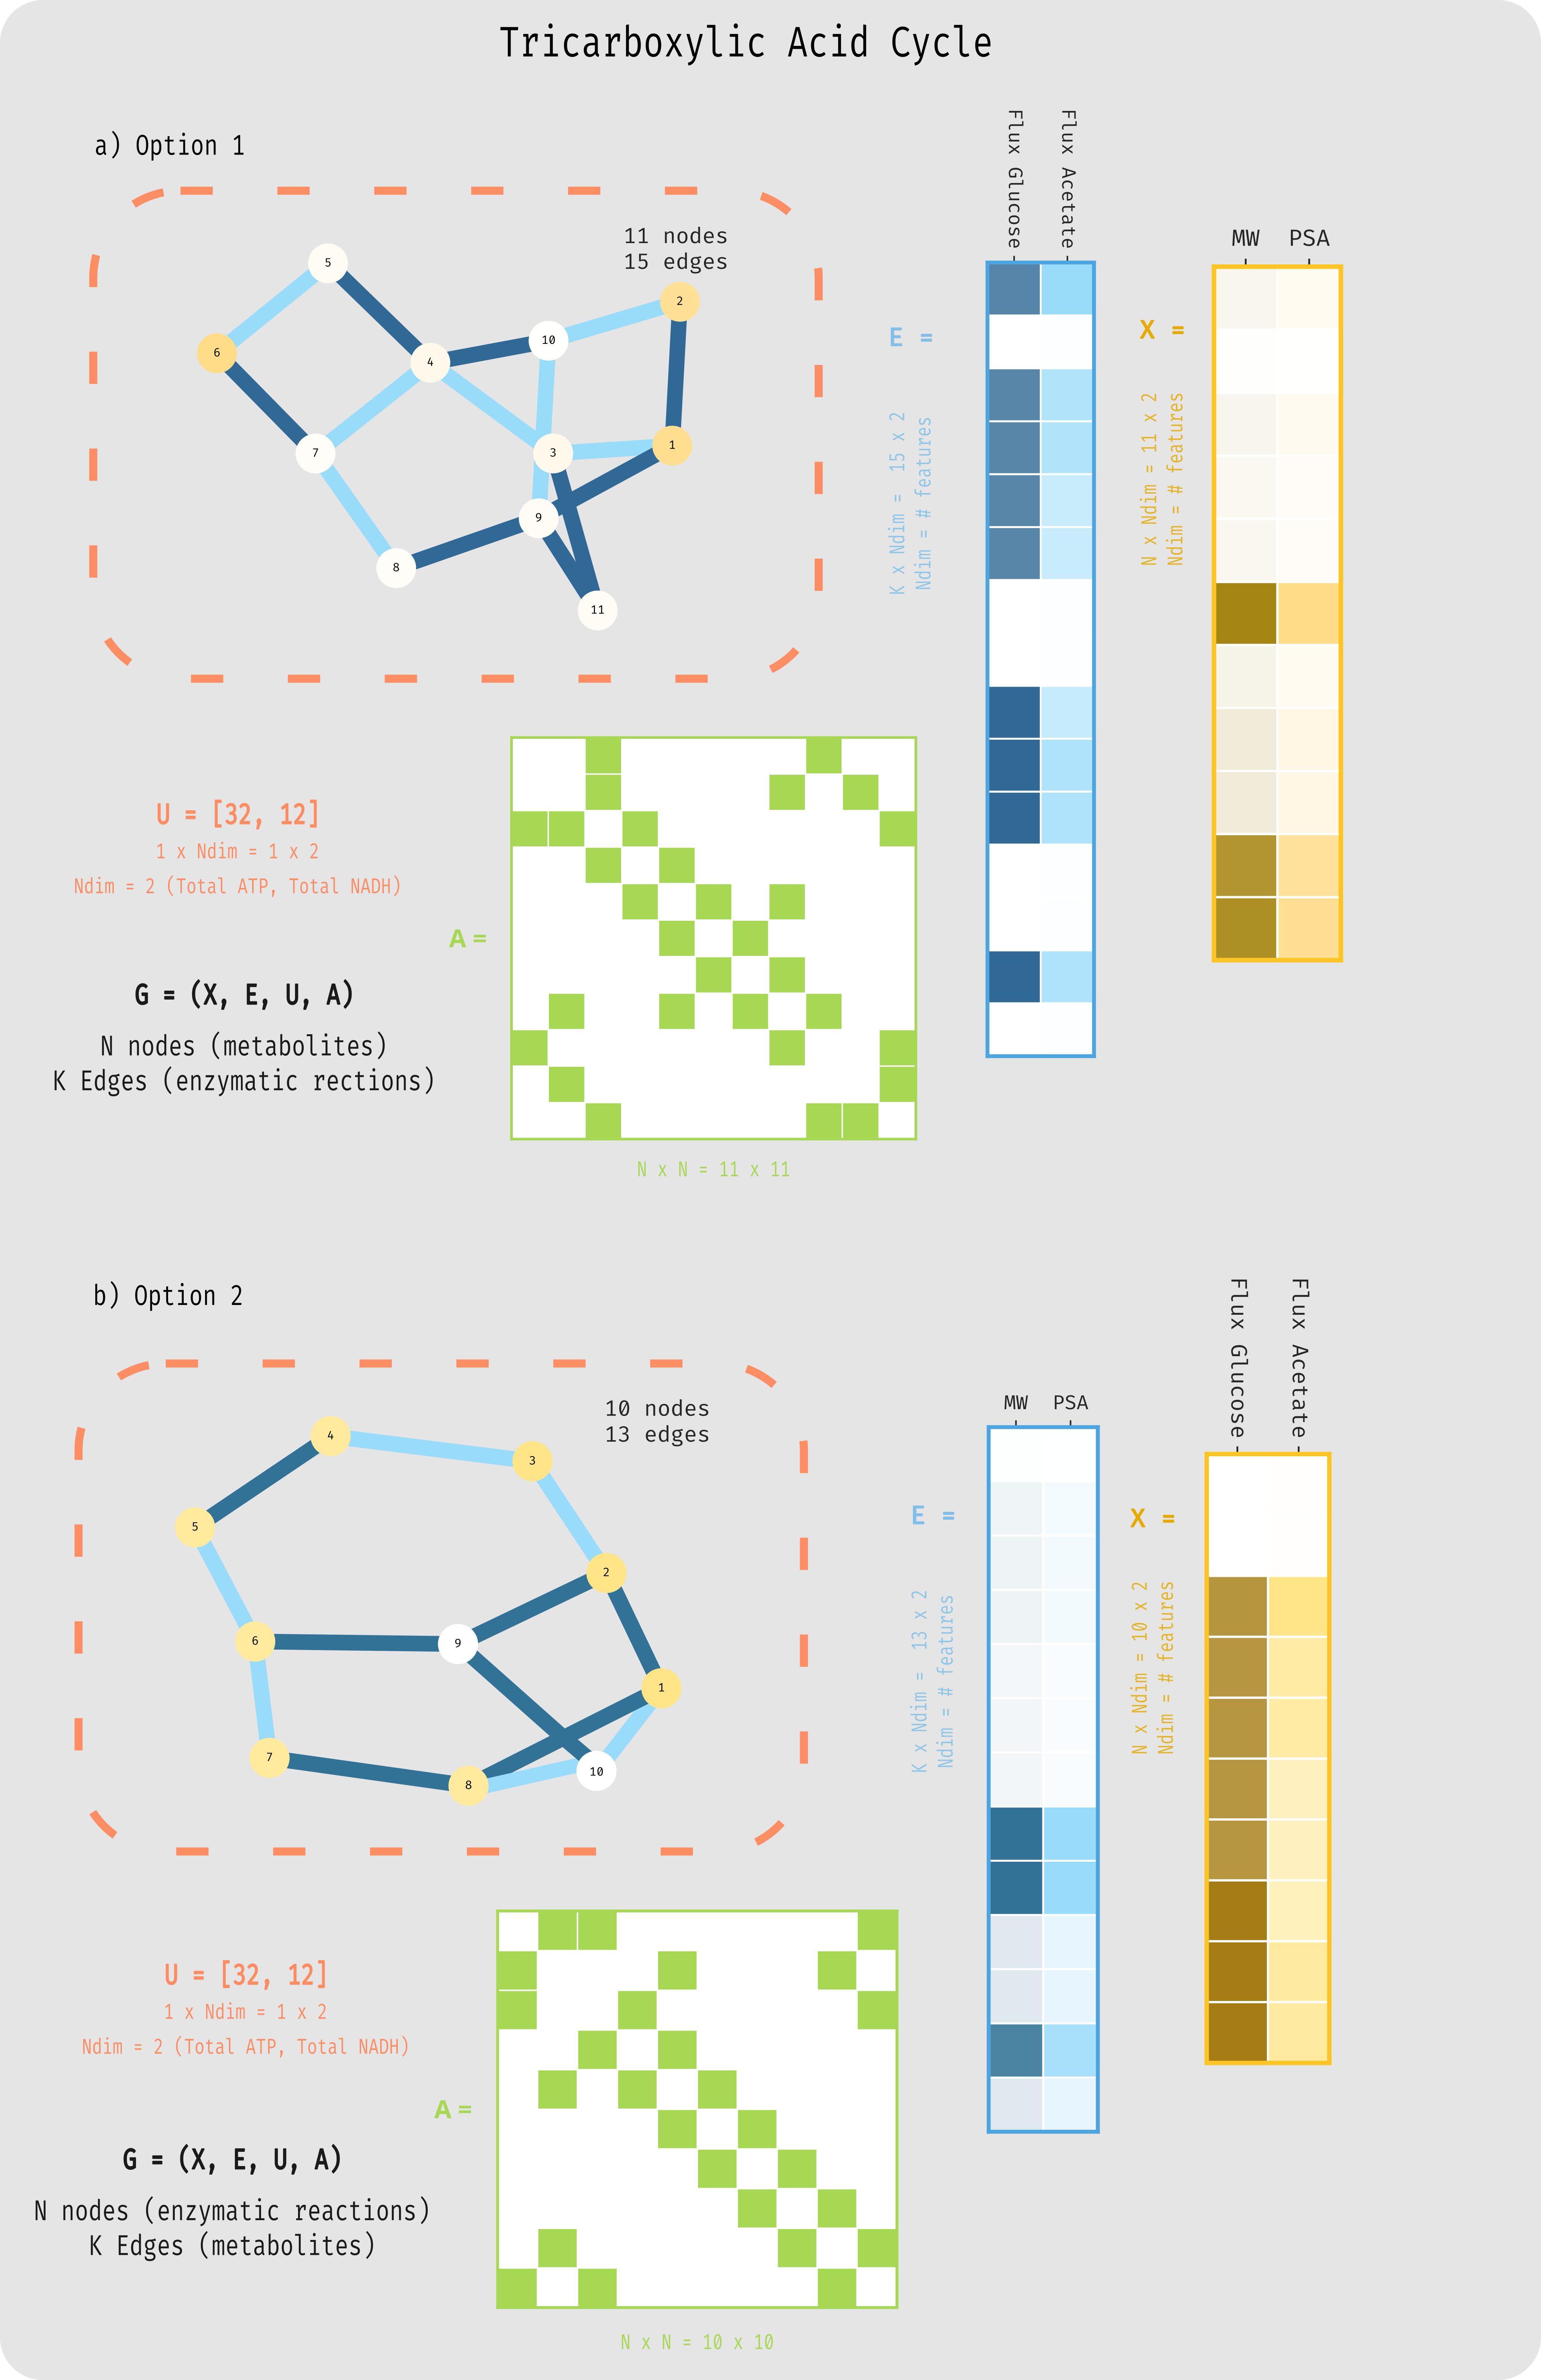 Tricarboxylic Acid Cycle
a) Option 1
11 nodes
15 edges
5
2
10
6
4
1
7
3
9
8
11
Flux Glucose
Flux Acetate
E =
K x Ndim = 15 x 2
Ndim = # features
MW PSA
X =
N x Ndim = 11 x 2
Ndim = # features
U = [32, 12]
1 x Ndim = 1 x 2
Ndim = 2 (Total ATP, Total NADH)
A =
G = (X, E, U, A)
N nodes (metabolites)
K Edges (enzymatic rections)
N x N = 11 x 11
b) Option 2
10 nodes
13 edges
4
3
5
2
6
9
1
7
8
10
MW PSA
E =
K x Ndim = 13 x 2
Ndim = # features
Flux Glucose
Flux Acetate
X =
N x Ndim = 10 x 2
Ndim = # features
U = [32, 12]
1 x Ndim = 1 x 2
Ndim = 2 (Total ATP, Total NADH)
A =
G = (X, E, U, A)
N nodes (enzymatic reactions)
K Edges (metabolites)
N x N = 10 x 10